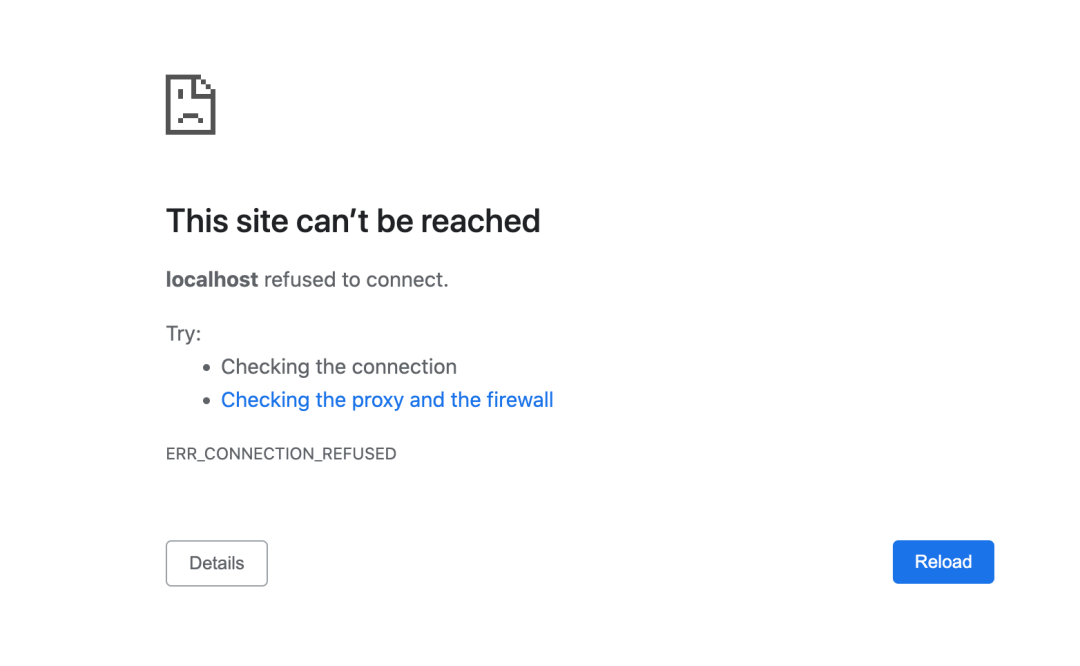 This site can’t be reached
localhost refused to connect.
Try:
• Checking the connection
• Checking the proxy and the firewall
ERR_CONNECTION_REFUSED
Details
Reload